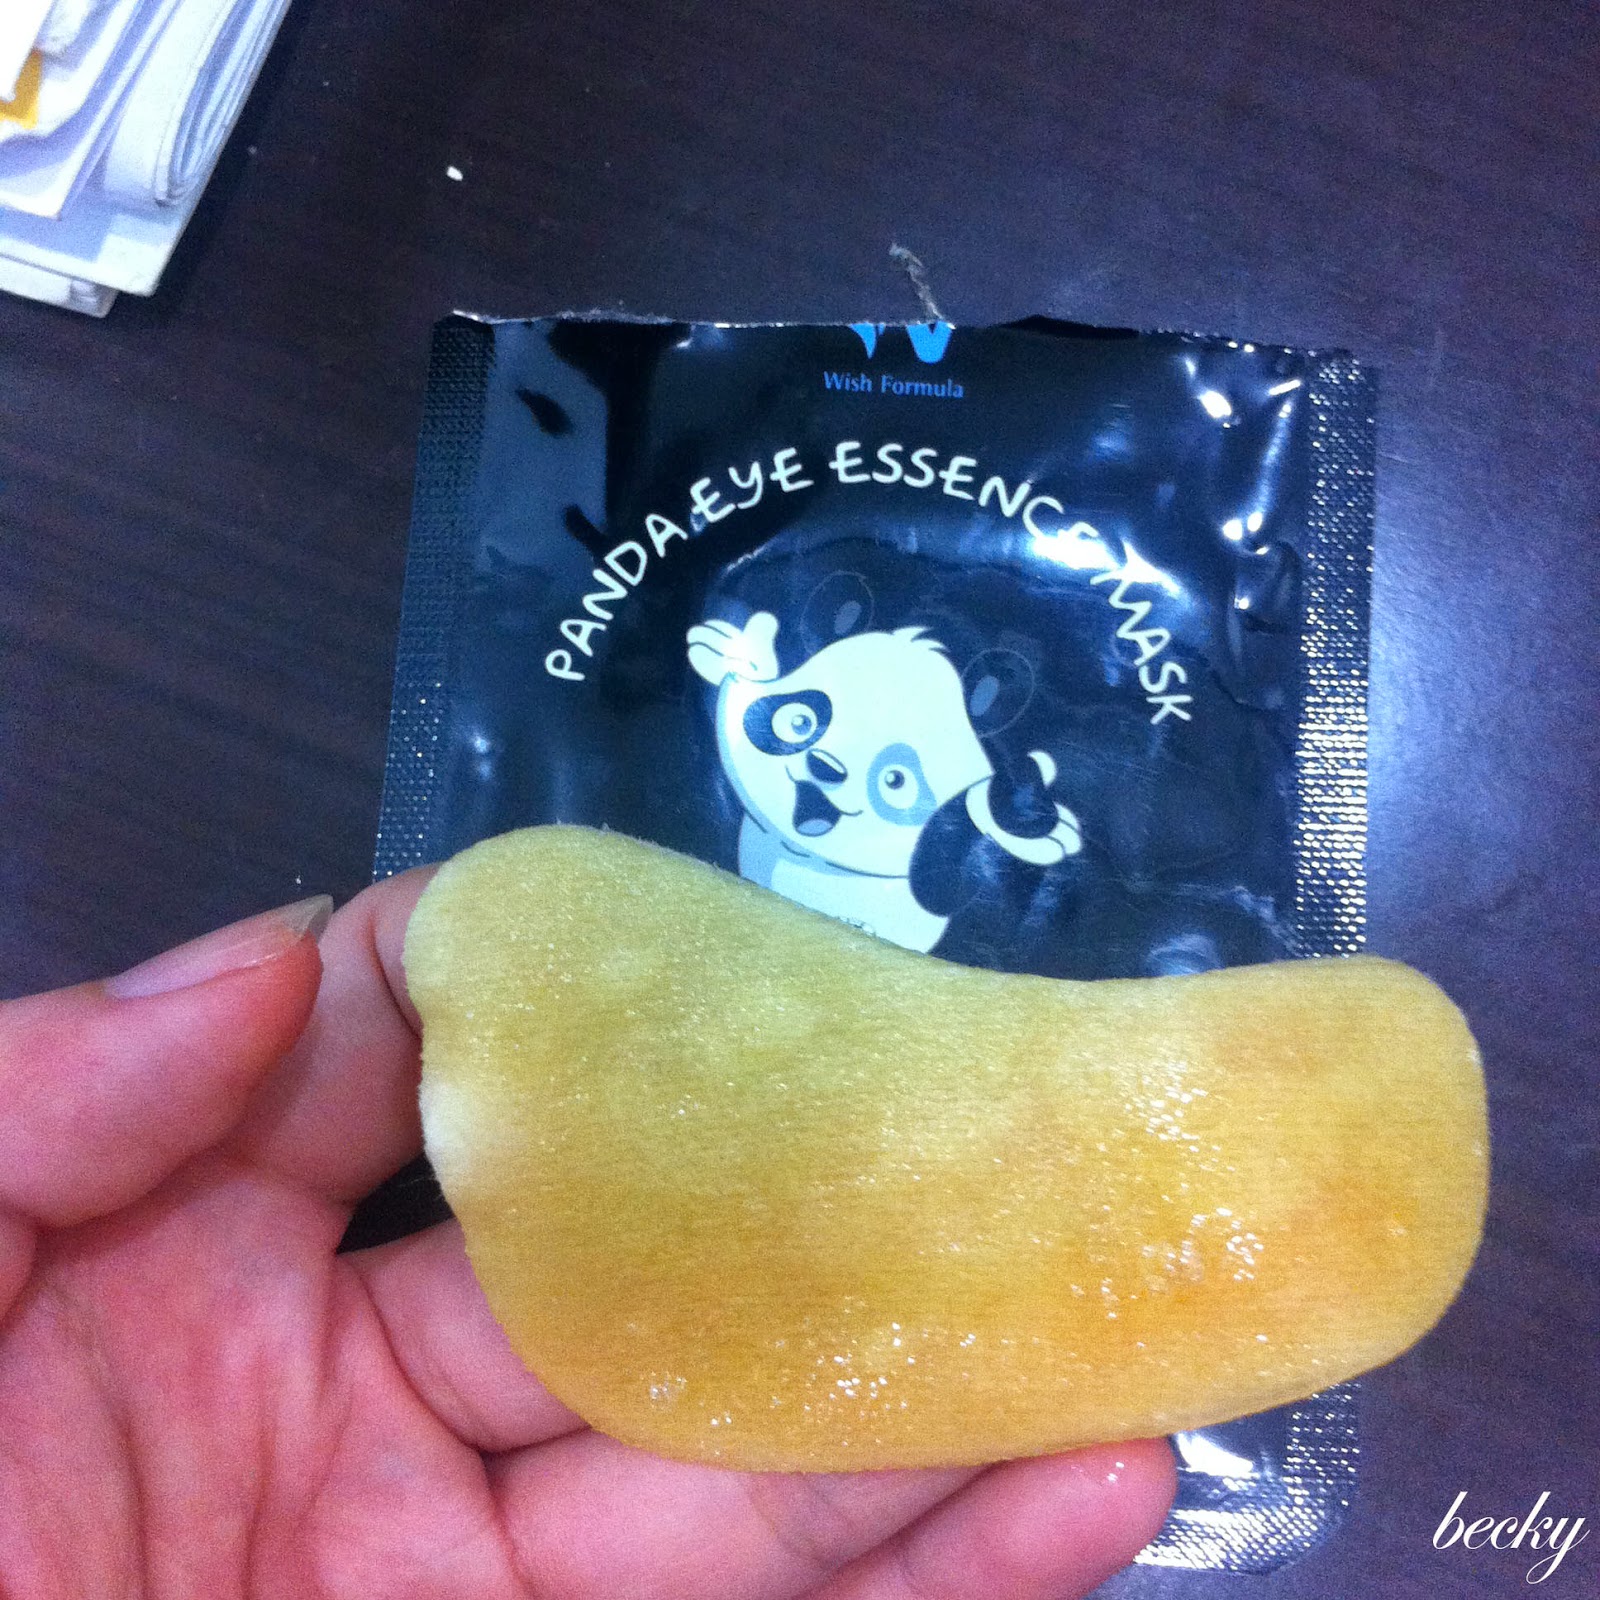 Wish Formula
PANDA EYE ESSENCE MASK
becky